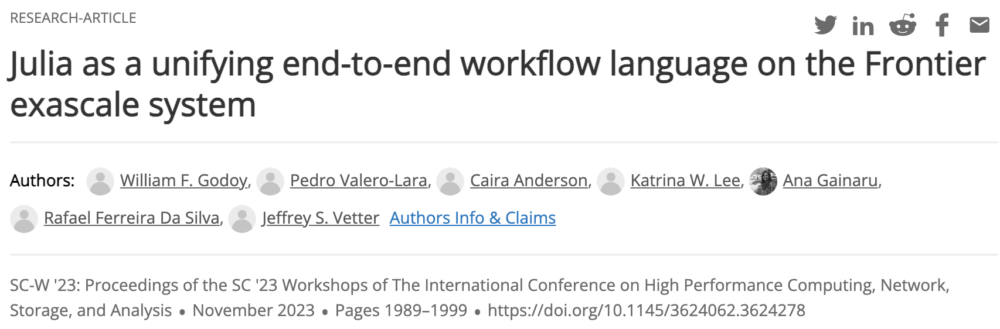 RESEARCH-ARTICLE
Julia as a unifying end-to-end workflow language on the Frontier
exascale system
Authors: William F. Godoy, Pedro Valero-Lara, Caira Anderson, Katrina W. Lee, Ana Gainaru,
Rafael Ferreira Da Silva, Jeffrey S. Vetter Authors Info & Claims
SC-W '23: Proceedings of the SC '23 Workshops of The International Conference on High Performance Computing, Network,
Storage, and Analysis • November 2023 • Pages 1989–1999 • https://doi.org/10.1145/3624062.3624278